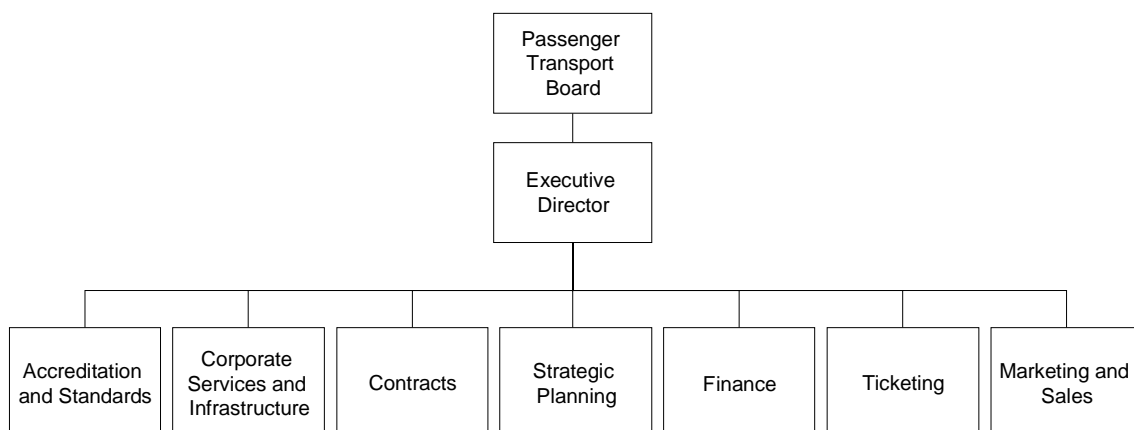 Passenger
Transport
Board
Executive
Director
Accreditation
and Standards
Corporate
Services and
Infrastructure
Contracts
Strategic
Planning
Finance
Ticketing
Marketing and
Sales